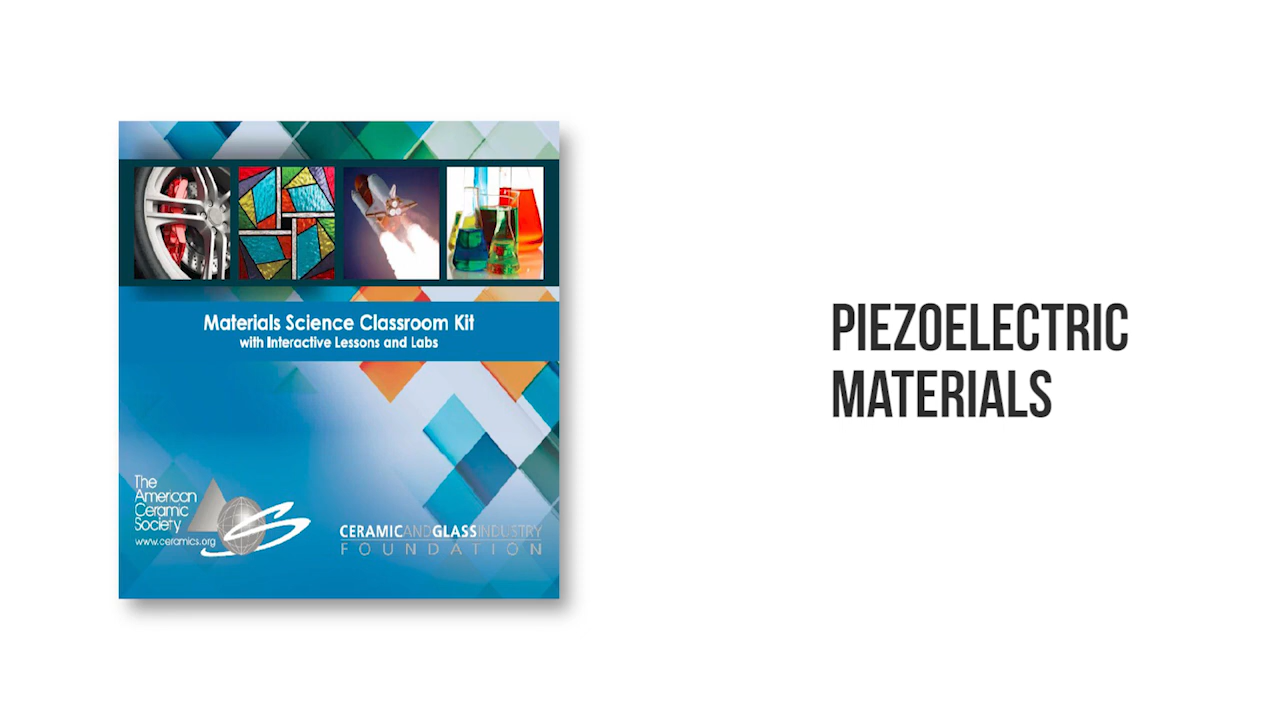 Materials Science Classroom Kit
with Interactive Lessons and Labs
The
American
Ceramic
Society
www.ceramics.org
CERAMICANDGLASSINDUSTRY
FOUNDATION
PIEZOELECTRIC
MATERIALS